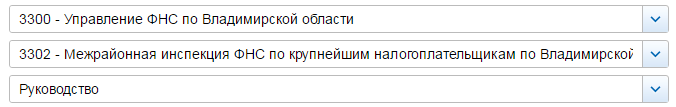 3300 - Управление ФНС по Владимирской области
3302 - Межрайонная инспекция ФНС по крупнейшим налогоплательщикам по Владимирской
Руководство